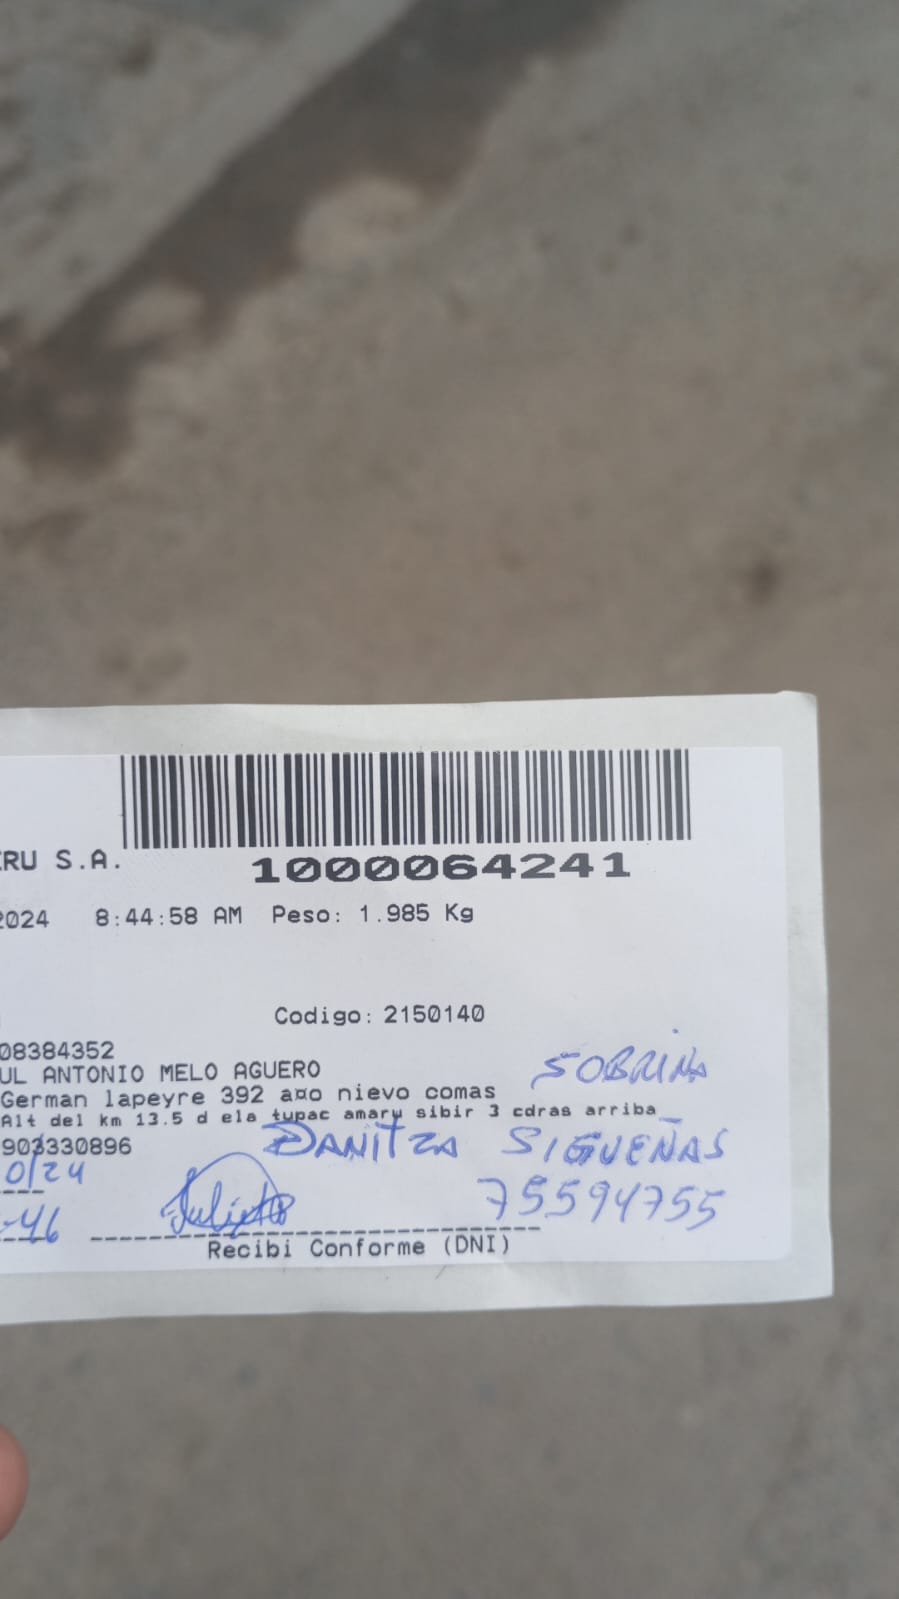 ERU S.A.
1000064241
2024 8:44:58 AM Peso: 1.985 Kg
Codigo: 2150140
08384352
UL ANTONIO MELO AGUERO
SOBRINA
German lapeyre 392 a¤o nievo comas
Alt del km 13.5 d ela tupac amaru sibir 3 cdras arriba
903330896
DANITZA SIGUEÑAS
0/24
75594755
-46
Recibi Conforme (DNI)